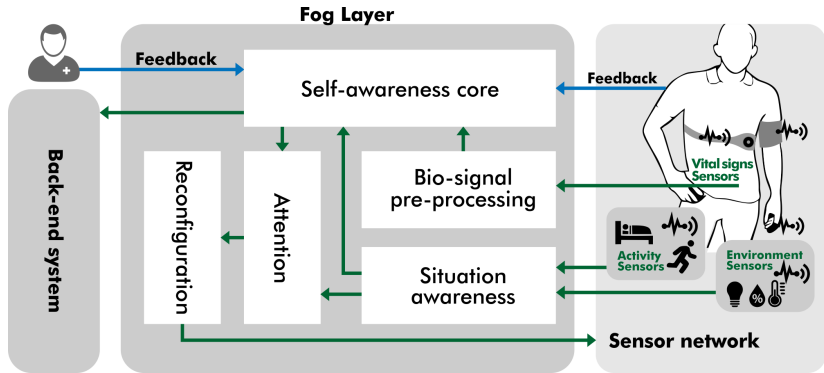 Fog Layer
Feedback
Self-awareness core
Feedback
Back-end system
Reconfiguration
Attention
Bio-signal
pre-processing
Vital signs
Sensors
Situation
awareness
Activity
Sensors
Environment
Sensors
%
Sensor network